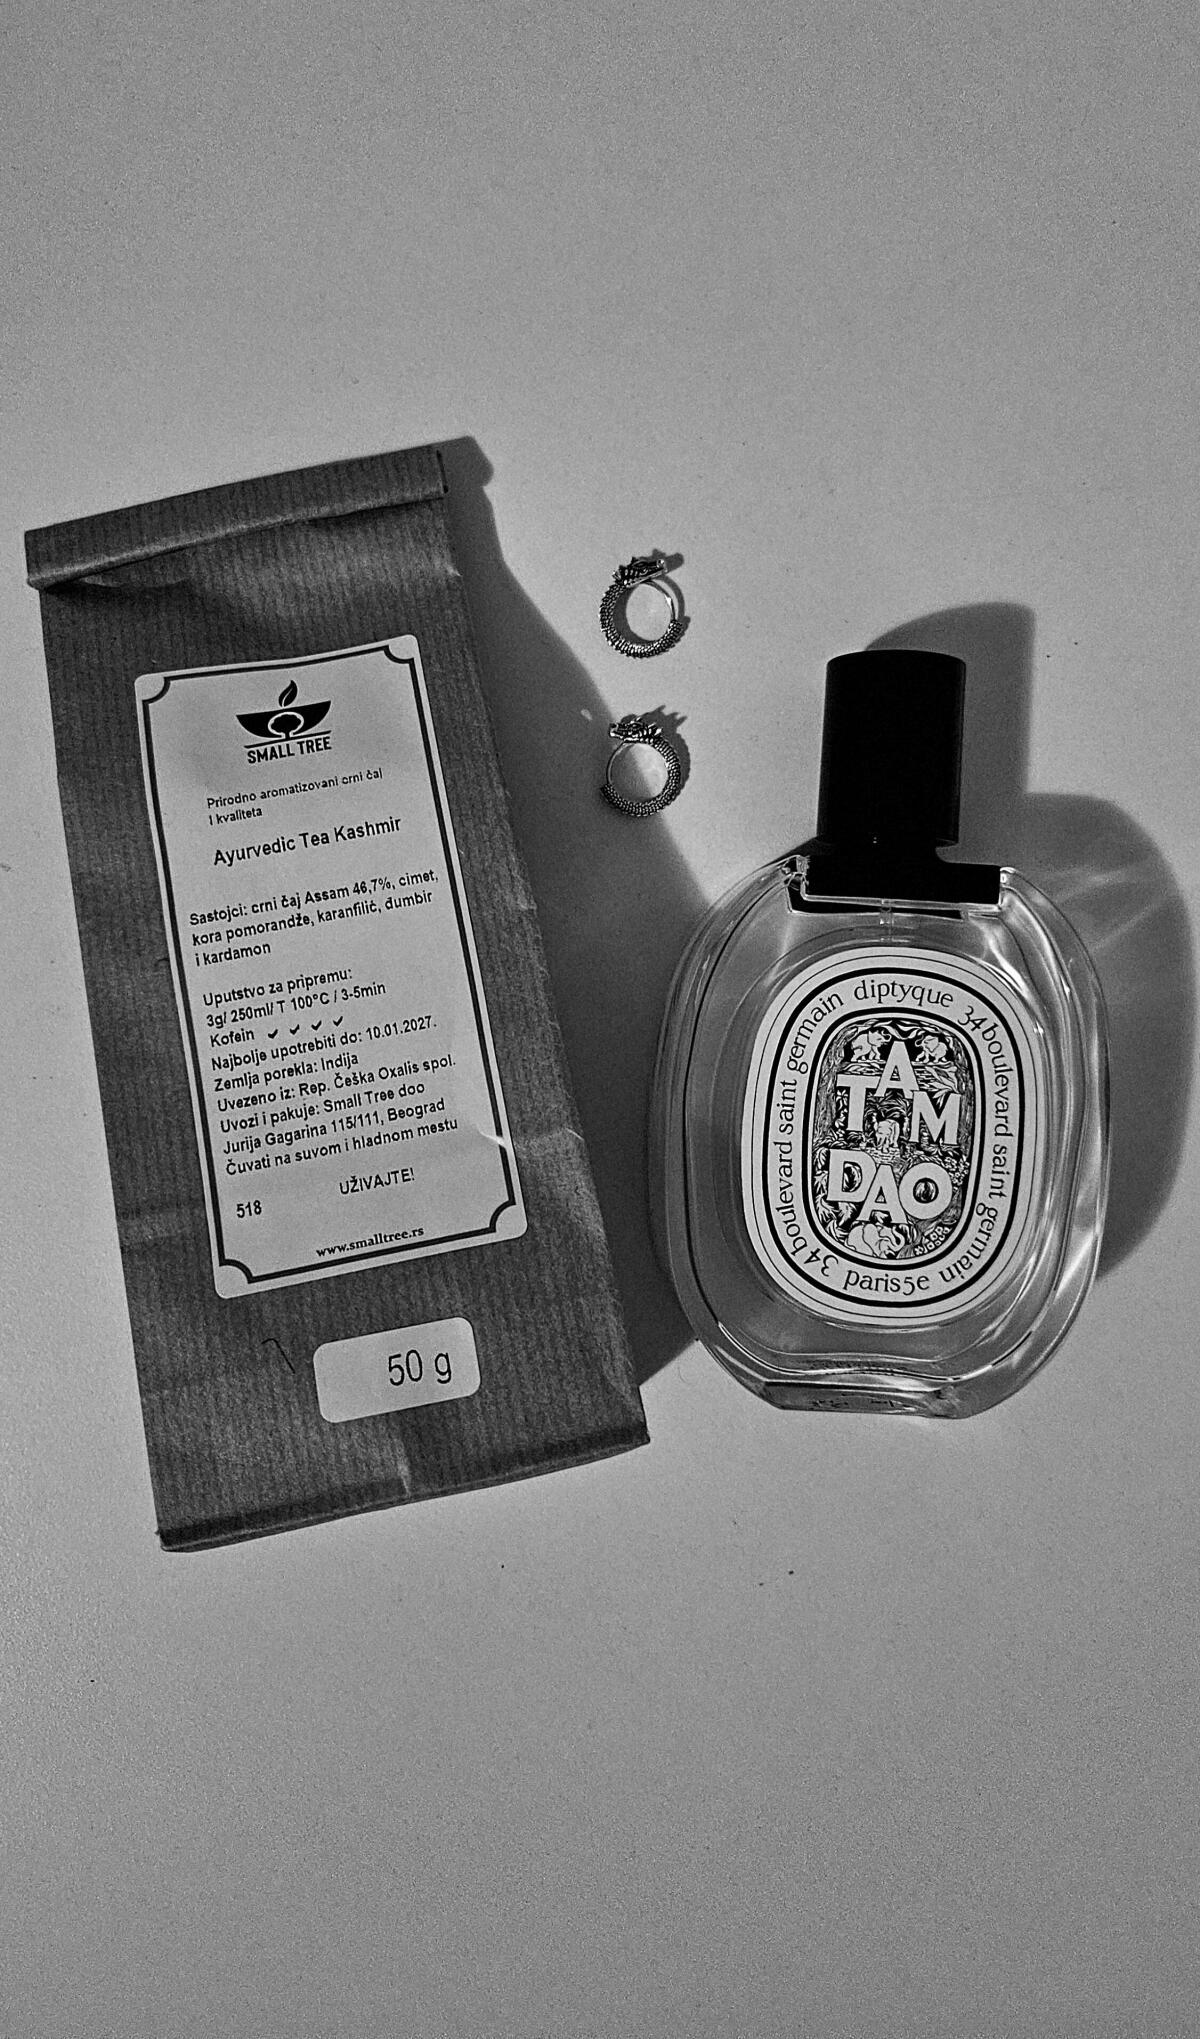 SMALL TREE
Prirodno aromatizovani crni čaj
I kvaliteta
Ayurvedic Tea Kashmir
Sastojci: crni čaj Assam 46,7%, cimet,
kora pomorandže, karanfilić, đumbir
i kardamon
Uputstvo za pripremu:
3g/ 250ml/ T 100°C / 3-5min
Kofein ✓ ✓ ✓ ✓
Najbolje upotrebiti do: 10.01.2027.
Zemlja porekla: Indija
Uvezeno iz: Rep. Češka Oxalis spol.
Uvozi i pakuje: Small Tree doo
Jurija Gagarina 115/111, Beograd
Čuvati na suvom i hladnom mestu
UŽIVAJTE!
518
www.smalltree.rs
50 g
diptyque 34 boulevard saint germain
paris 5e
34 boulevard saint germain
TAM
DAO